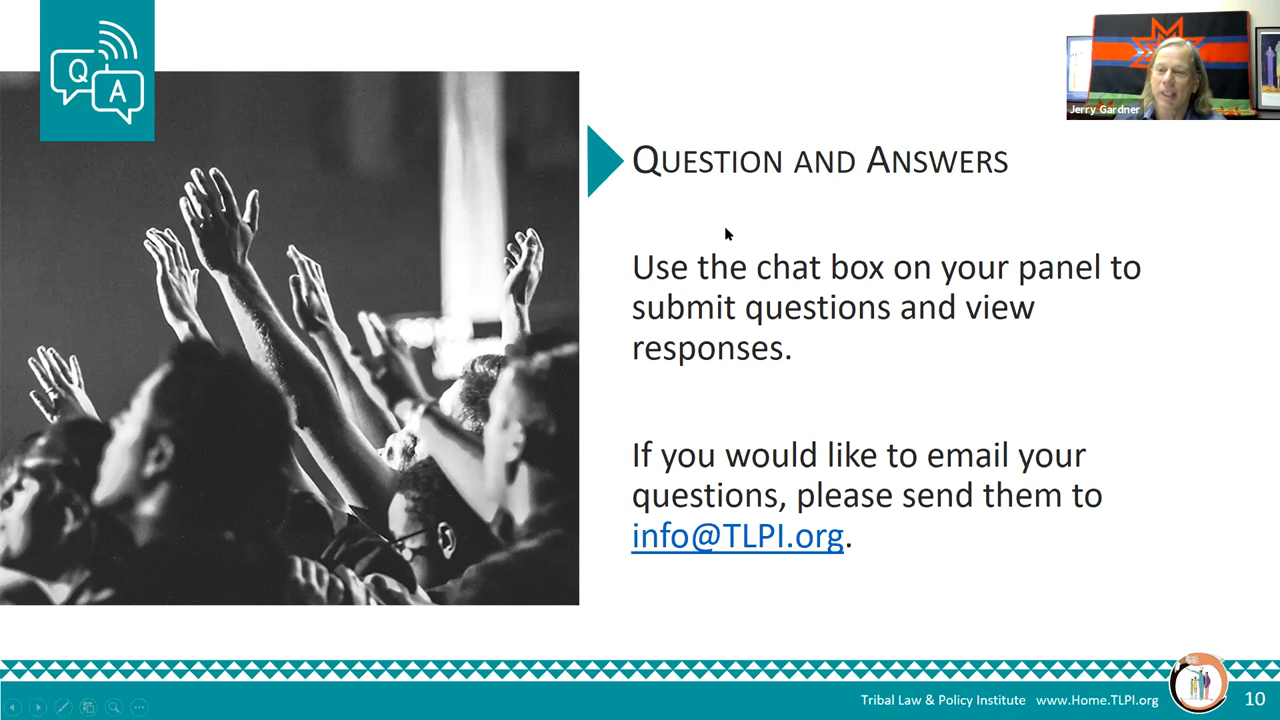 Q
A
Jerry Gardner
QUESTION AND ANSWERS
Use the chat box on your panel to
submit questions and view
responses.
If you would like to email your
questions, please send them to
info@TLPI.org.
Tribal Law & Policy Institute www.Home.TLPI.org
10